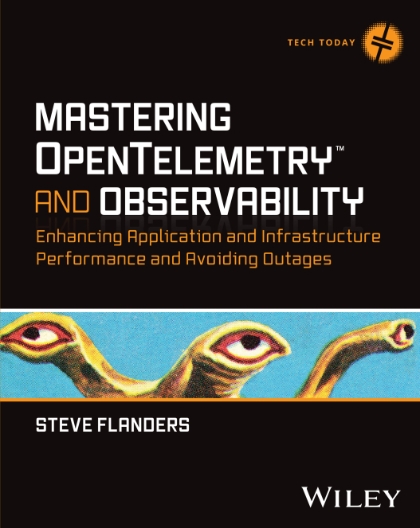 TECH TODAY
MASTERING
OPENTELEMETRY™
AND OBSERVABILITY
Enhancing Application and Infrastructure
Performance and Avoiding Outages
STEVE FLANDERS
WILEY